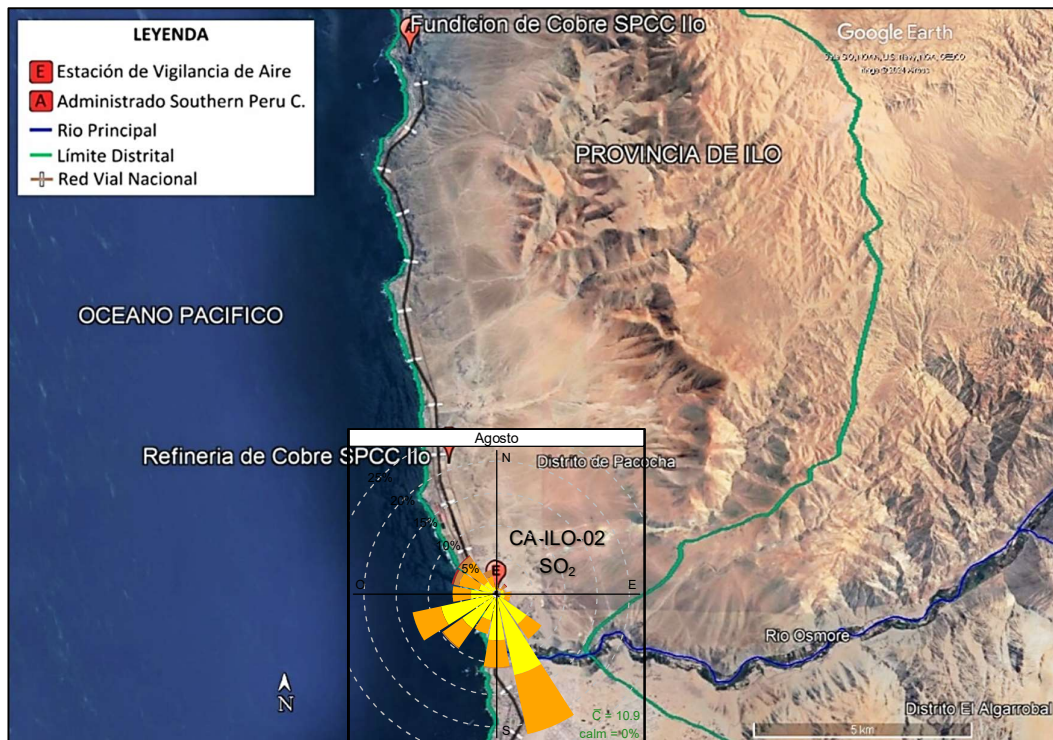 LEYENDA
E Estación de Vigilancia de Aire
A Administrado Southern Peru C.
Rio Principal
Límite Distrital
Red Vial Nacional
Fundicion de Cobre SPCC Ilo
Google Earth
PROVINCIA DE ILO
OCEANO PACIFICO
Refineria de Cobre SPCC Ilo
Agosto
N
Distrito de Pacocha
25%
20%
15%
10%
5%
CA-ILO-02
SO₂
E
O
E
Rio Osmore
N
S
C = 10.9
calm = 0%
Distrito El Algarrobal
5 km